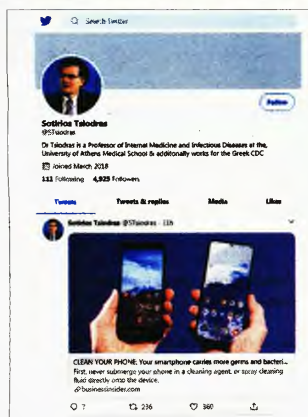 Search Twitter
Follow
Sotirios Tsiodras
@STsiodras
Dr Tsiodras is a Professor of Internal Medicine and Infectious Diseases at the,
University of Athens Medical School & additionally works for the Greek CDC
Joined March 2018
112 Following 4,925 Followers
Tweets Tweets & replies Media Likes
Sotirios Tsiodras @STsiodras · 11h
CLEAN YOUR PHONE: Your smartphone carries more germs and bacteri...
First, never submerge your phone in a cleaning agent, or spray cleaning
fluid directly onto the device.
businessinsider.com
7 236 360